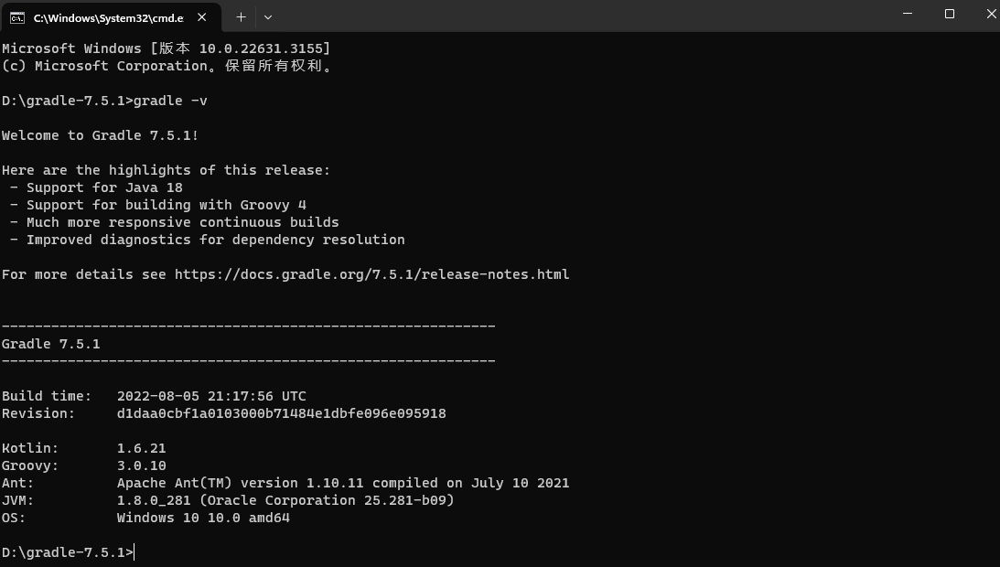 C:\Windows\System32\cmd.e
Microsoft Windows [版本 10.0.22631.3155]
(c) Microsoft Corporation。保留所有权利。
D:\gradle-7.5.1>gradle -v
Welcome to Gradle 7.5.1!
Here are the highlights of this release:
- Support for Java 18
- Support for building with Groovy 4
- Much more responsive continuous builds
- Improved diagnostics for dependency resolution
For more details see https://docs.gradle.org/7.5.1/release-notes.html
------------------------------------------------------------
Gradle 7.5.1
------------------------------------------------------------
Build time:   2022-08-05 21:17:56 UTC
Revision:     d1daa0cbf1a0103000b71484e1dbfe096e095918
Kotlin:       1.6.21
Groovy:       3.0.10
Ant:          Apache Ant(TM) version 1.10.11 compiled on July 10 2021
JVM:          1.8.0_281 (Oracle Corporation 25.281-b09)
OS:           Windows 10 10.0 amd64
D:\gradle-7.5.1>